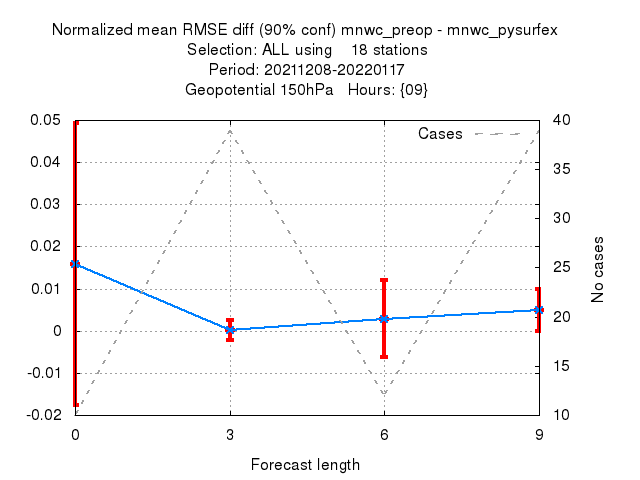 Normalized mean RMSE diff (90% conf) mnwc_preop - mnwc_pysurfex
Selection: ALL using    18 stations
Period: 20211208-20220117
Geopotential 150hPa   Hours: {09}
Cases
0.05
0.04
0.03
0.02
0.01
0
-0.01
-0.02
40
35
30
25
20
15
10
No cases
0 3 6 9
Forecast length